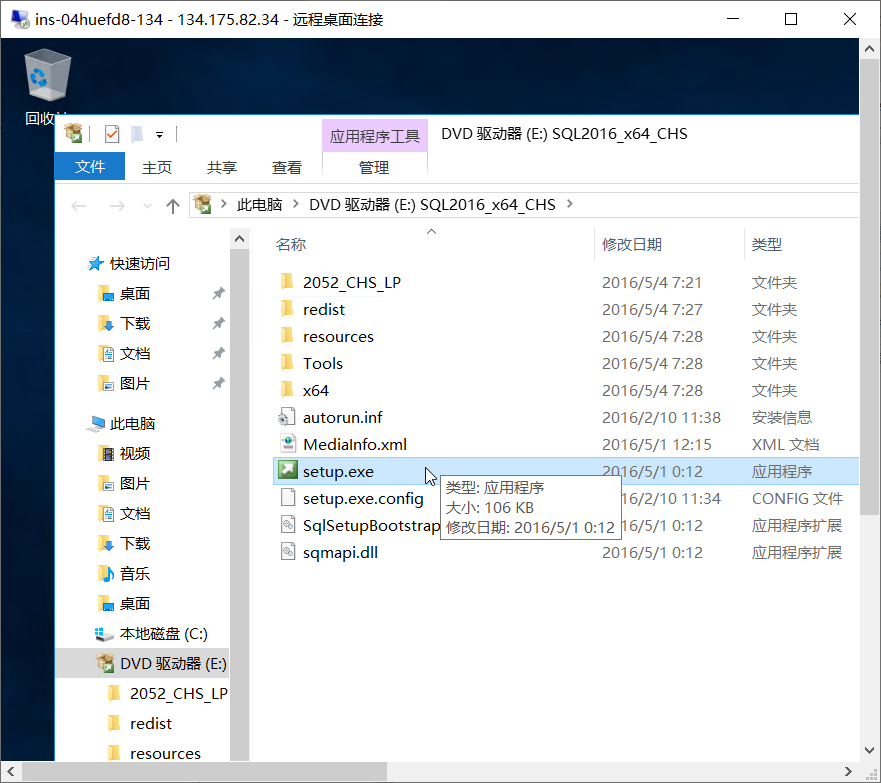 ins-04huefd8-134 - 134.175.82.34 - 远程桌面连接
回收
应用程序工具
DVD 驱动器 (E:) SQL2016_x64_CHS
文件 主页 共享 查看 管理
此电脑 DVD 驱动器 (E:) SQL2016_x64_CHS
名称 修改日期 类型
快速访问
桌面
下载
文档
图片
此电脑
视频
图片
文档
下载
音乐
桌面
本地磁盘 (C:)
DVD 驱动器 (E:)
2052_CHS_LP
redist
resources
2052_CHS_LP 2016/5/4 7:21 文件夹
redist 2016/5/4 7:27 文件夹
resources 2016/5/4 7:28 文件夹
Tools 2016/5/4 7:28 文件夹
x64 2016/5/4 7:28 文件夹
autorun.inf 2016/2/10 11:38 安装信息
MediaInfo.xml 2016/5/1 12:15 XML 文档
setup.exe 2016/5/1 0:12 应用程序
setup.exe.config 16/2/10 11:34 CONFIG 文件
SqlSetupBootstrap 16/5/1 0:12 应用程序扩展
sqmapi.dll 2016/5/1 0:12 应用程序扩展
类型: 应用程序
大小: 106 KB
修改日期: 2016/5/1 0:12